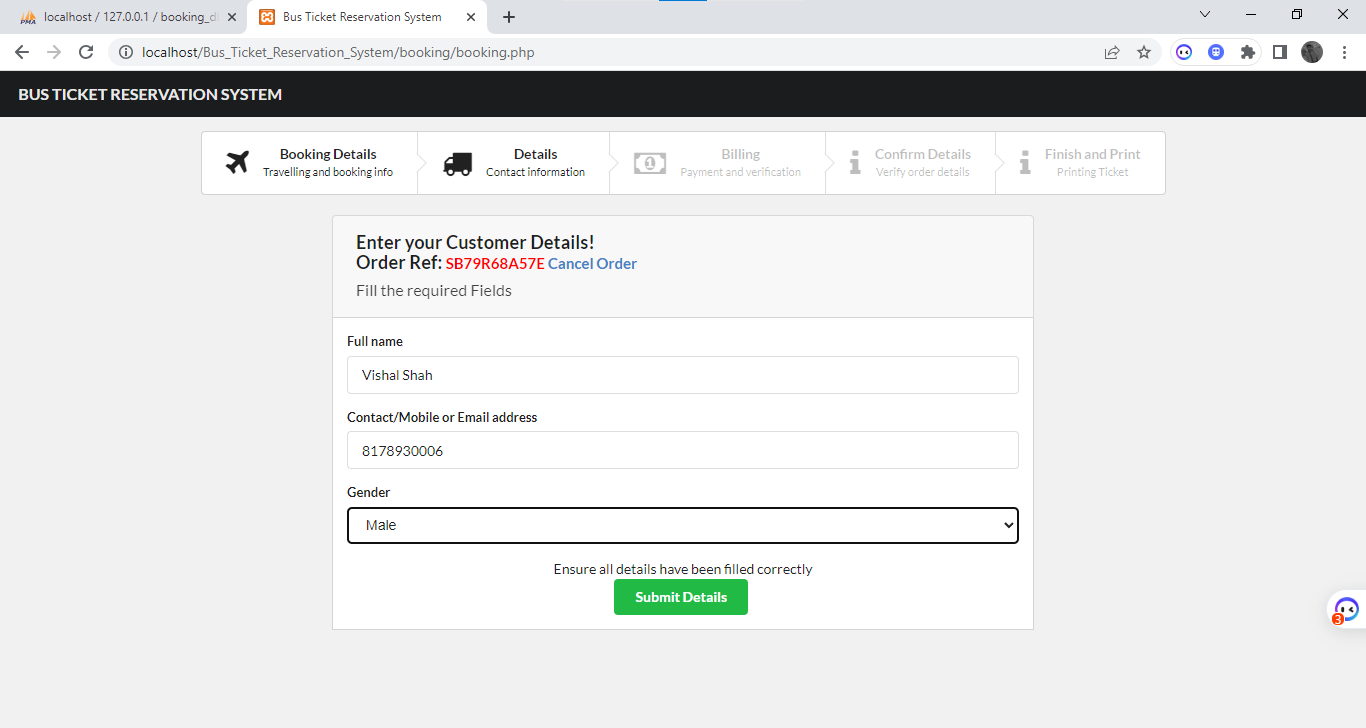 localhost / 127.0.0.1 / booking_d
Bus Ticket Reservation System
localhost/Bus_Ticket_Reservation_System/booking/booking.php
BUS TICKET RESERVATION SYSTEM
Booking Details
Travelling and booking info
Details
Contact information
Billing
Payment and verification
Confirm Details
Verify order details
Finish and Print
Printing Ticket
Enter your Customer Details!
Order Ref: SB79R68A57E Cancel Order
Fill the required Fields
Full name
Vishal Shah
Contact/Mobile or Email address
8178930006
Gender
Male
Ensure all details have been filled correctly
Submit Details
3